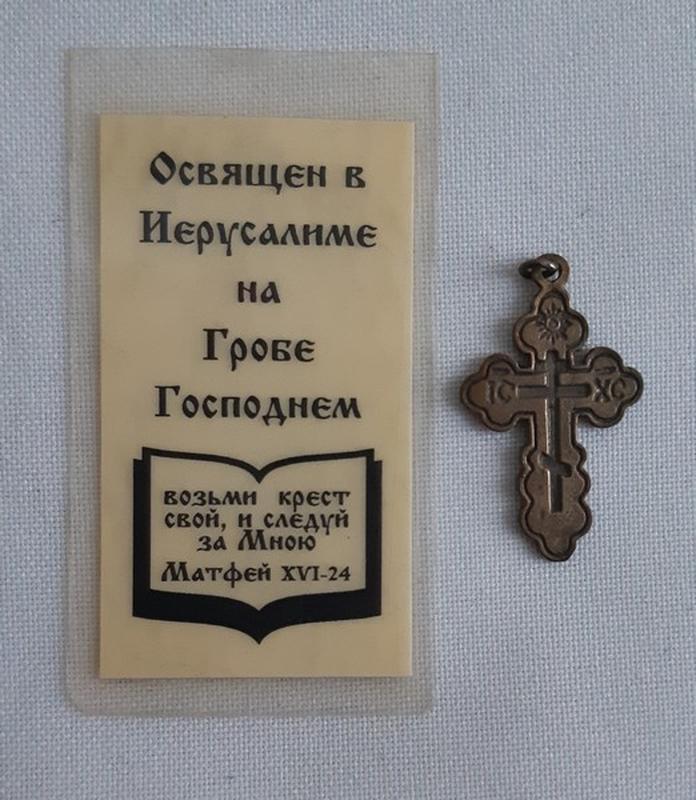 Освящен в
Иерусалиме
на
Гробе
Господнем
возьми крест
свой, и следуй
за Мною
Матфей XVI-24
IC XC